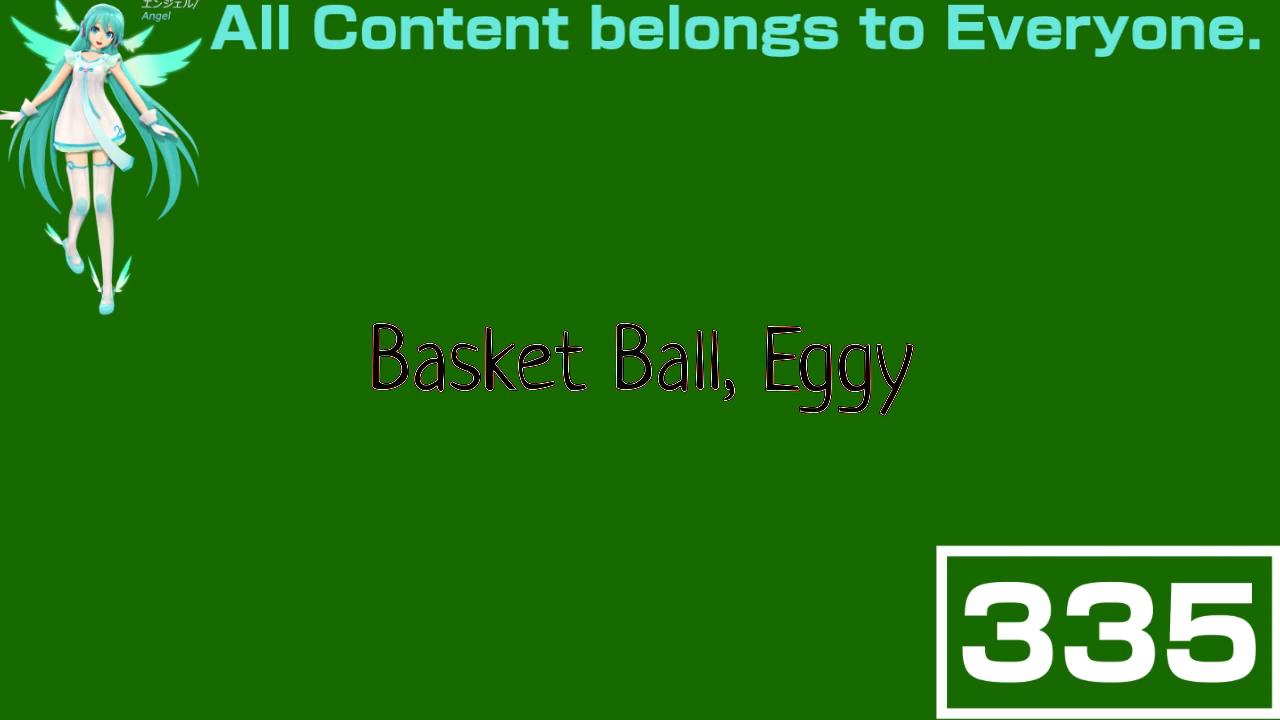 エンジェル/
Angel
All Content belongs to Everyone.
Basket Ball, Eggy
335